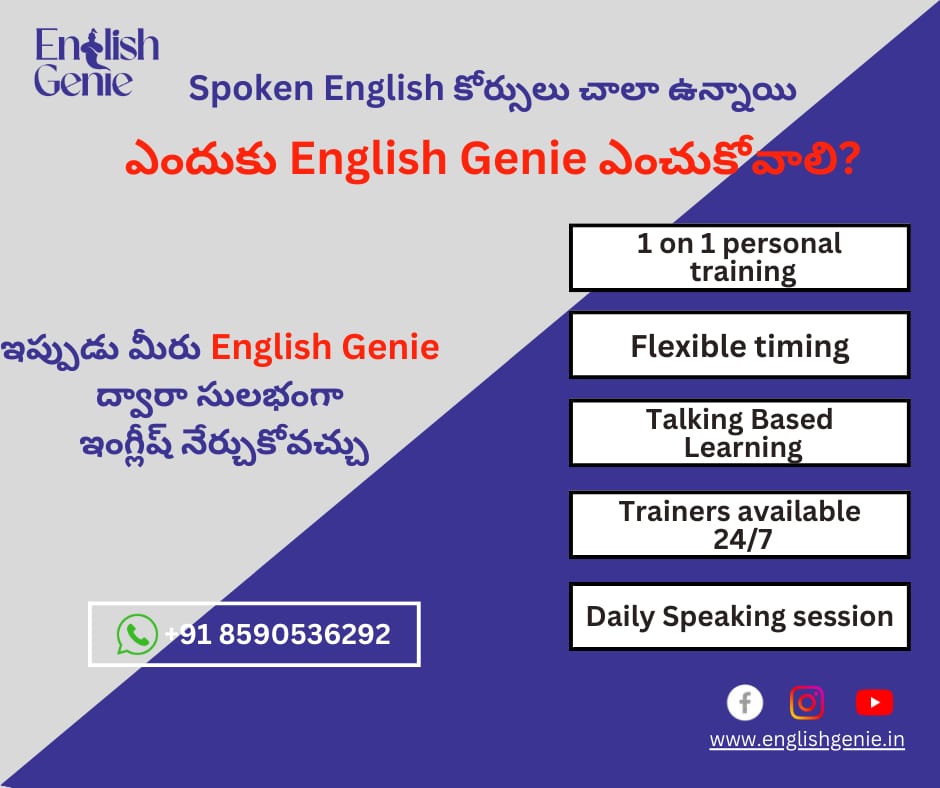 English
Genie
Spoken English కోర్సులు చాలా ఉన్నాయి
ఎందుకు English Genie ఎంచుకోవాలి?
1 on 1 personal
training
Flexible timing
ఇప్పుడు మీరు English Genie
ద్వారా సులభంగా
ఇంగ్లీష్ నేర్చుకోవచ్చు
Talking Based
Learning
Trainers available
24/7
Daily Speaking session
+91 8590536292
www.englishgenie.in